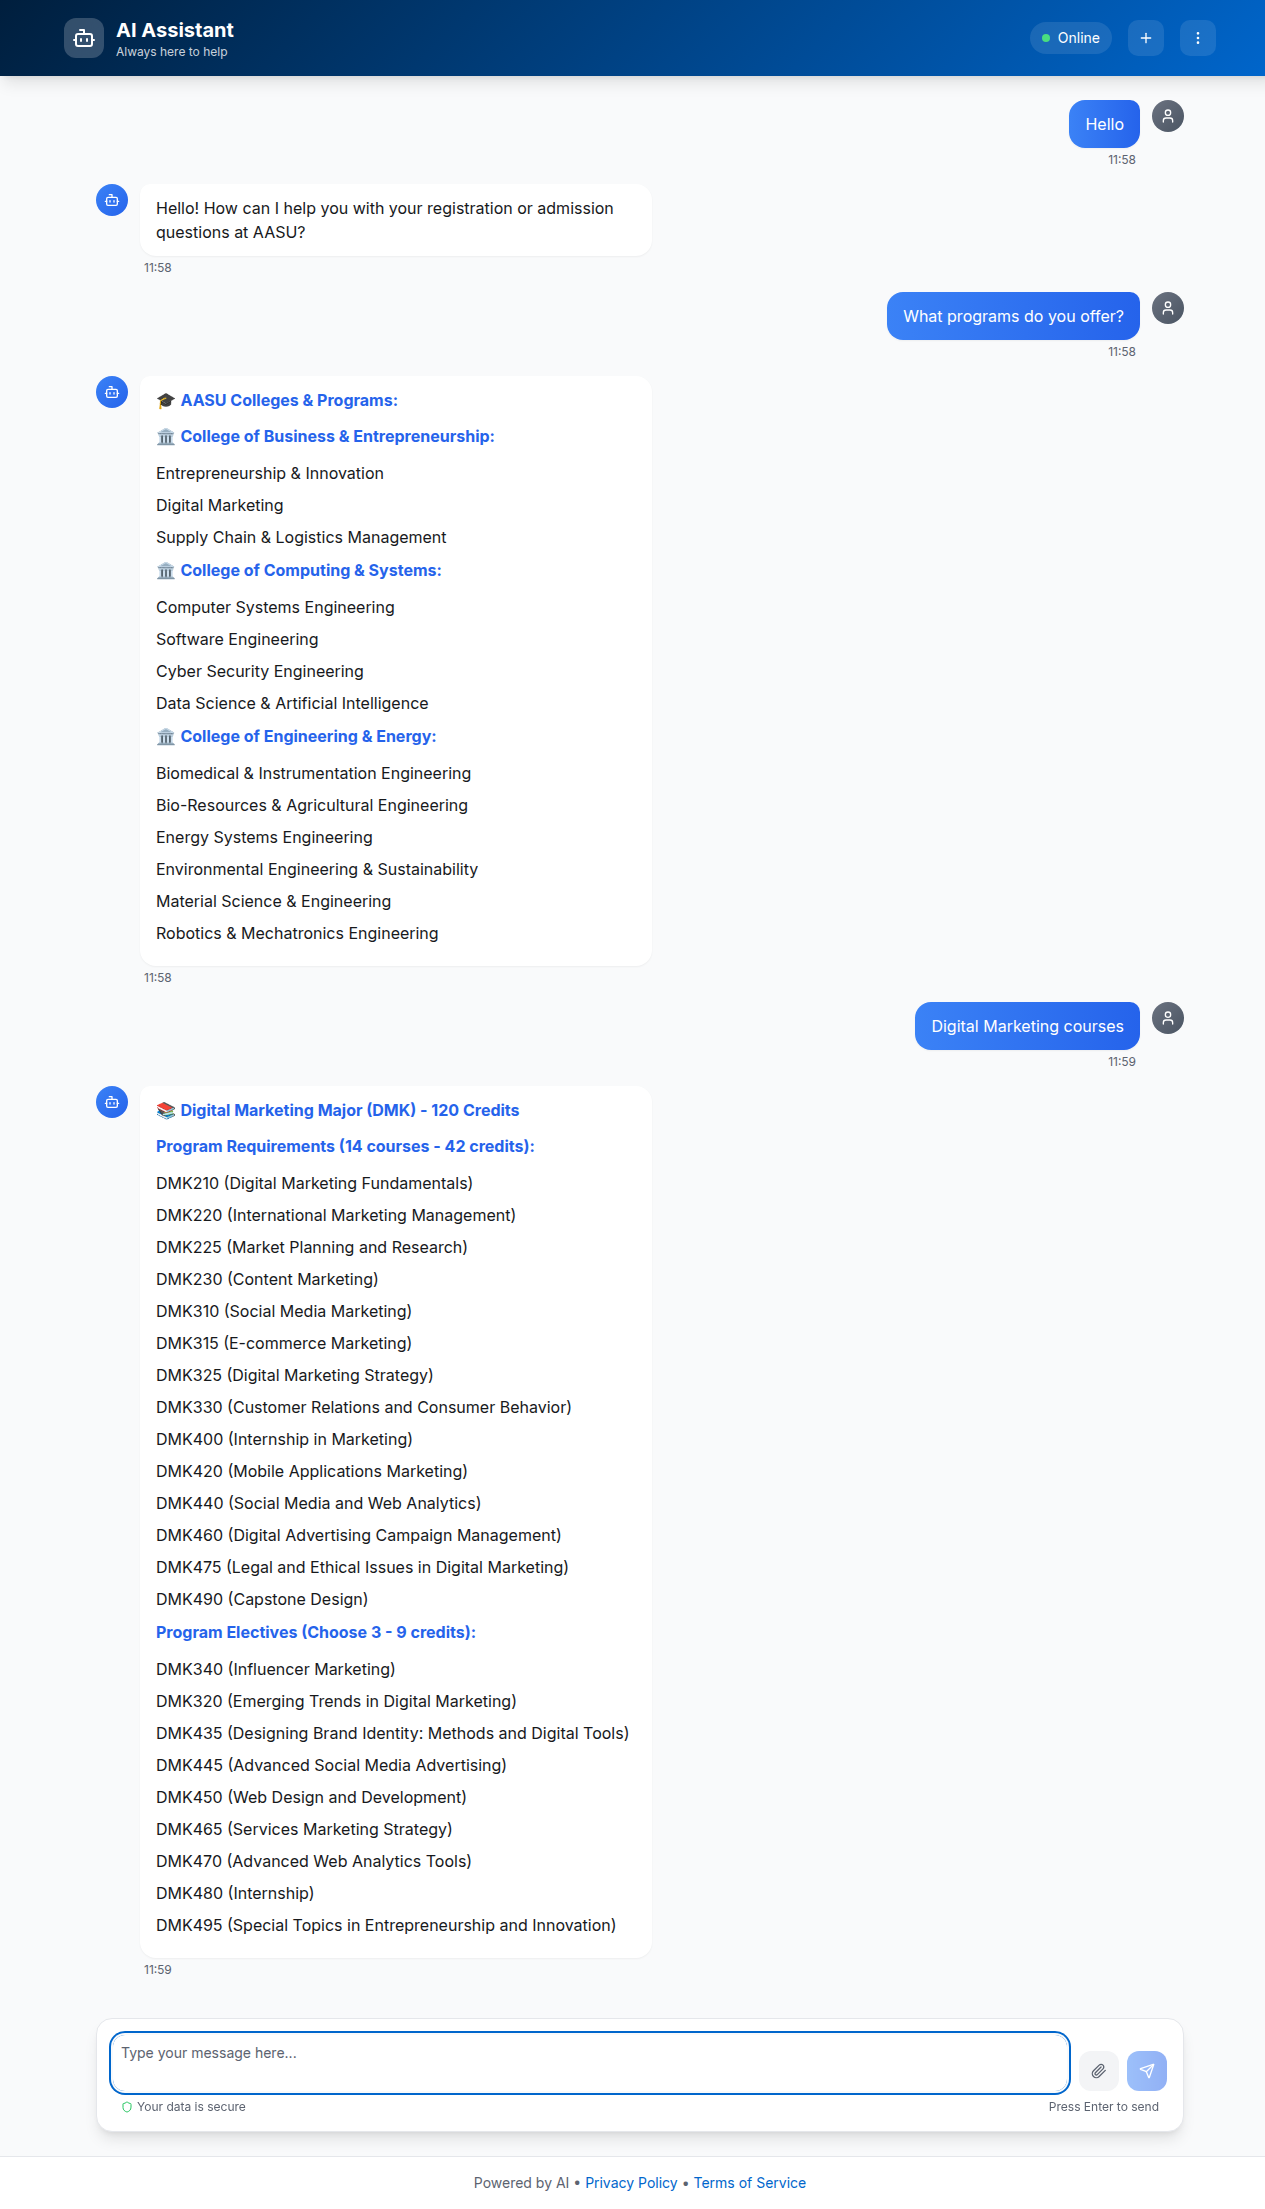 AI Assistant
Always here to help
Online
Hello
11:58
Hello! How can I help you with your registration or admission
questions at AASU?
11:58
What programs do you offer?
11:58
🎓 AASU Colleges & Programs:
🏛️ College of Business & Entrepreneurship:
Entrepreneurship & Innovation
Digital Marketing
Supply Chain & Logistics Management
🏛️ College of Computing & Systems:
Computer Systems Engineering
Software Engineering
Cyber Security Engineering
Data Science & Artificial Intelligence
🏛️ College of Engineering & Energy:
Biomedical & Instrumentation Engineering
Bio-Resources & Agricultural Engineering
Energy Systems Engineering
Environmental Engineering & Sustainability
Material Science & Engineering
Robotics & Mechatronics Engineering
11:58
Digital Marketing courses
11:59
📚 Digital Marketing Major (DMK) - 120 Credits
Program Requirements (14 courses - 42 credits):
DMK210 (Digital Marketing Fundamentals)
DMK220 (International Marketing Management)
DMK225 (Market Planning and Research)
DMK230 (Content Marketing)
DMK310 (Social Media Marketing)
DMK315 (E-commerce Marketing)
DMK325 (Digital Marketing Strategy)
DMK330 (Customer Relations and Consumer Behavior)
DMK400 (Internship in Marketing)
DMK420 (Mobile Applications Marketing)
DMK440 (Social Media and Web Analytics)
DMK460 (Digital Advertising Campaign Management)
DMK475 (Legal and Ethical Issues in Digital Marketing)
DMK490 (Capstone Design)
Program Electives (Choose 3 - 9 credits):
DMK340 (Influencer Marketing)
DMK320 (Emerging Trends in Digital Marketing)
DMK435 (Designing Brand Identity: Methods and Digital Tools)
DMK445 (Advanced Social Media Advertising)
DMK450 (Web Design and Development)
DMK465 (Services Marketing Strategy)
DMK470 (Advanced Web Analytics Tools)
DMK480 (Internship)
DMK495 (Special Topics in Entrepreneurship and Innovation)
11:59
Type your message here...
Your data is secure
Press Enter to send
Powered by AI • Privacy Policy • Terms of Service